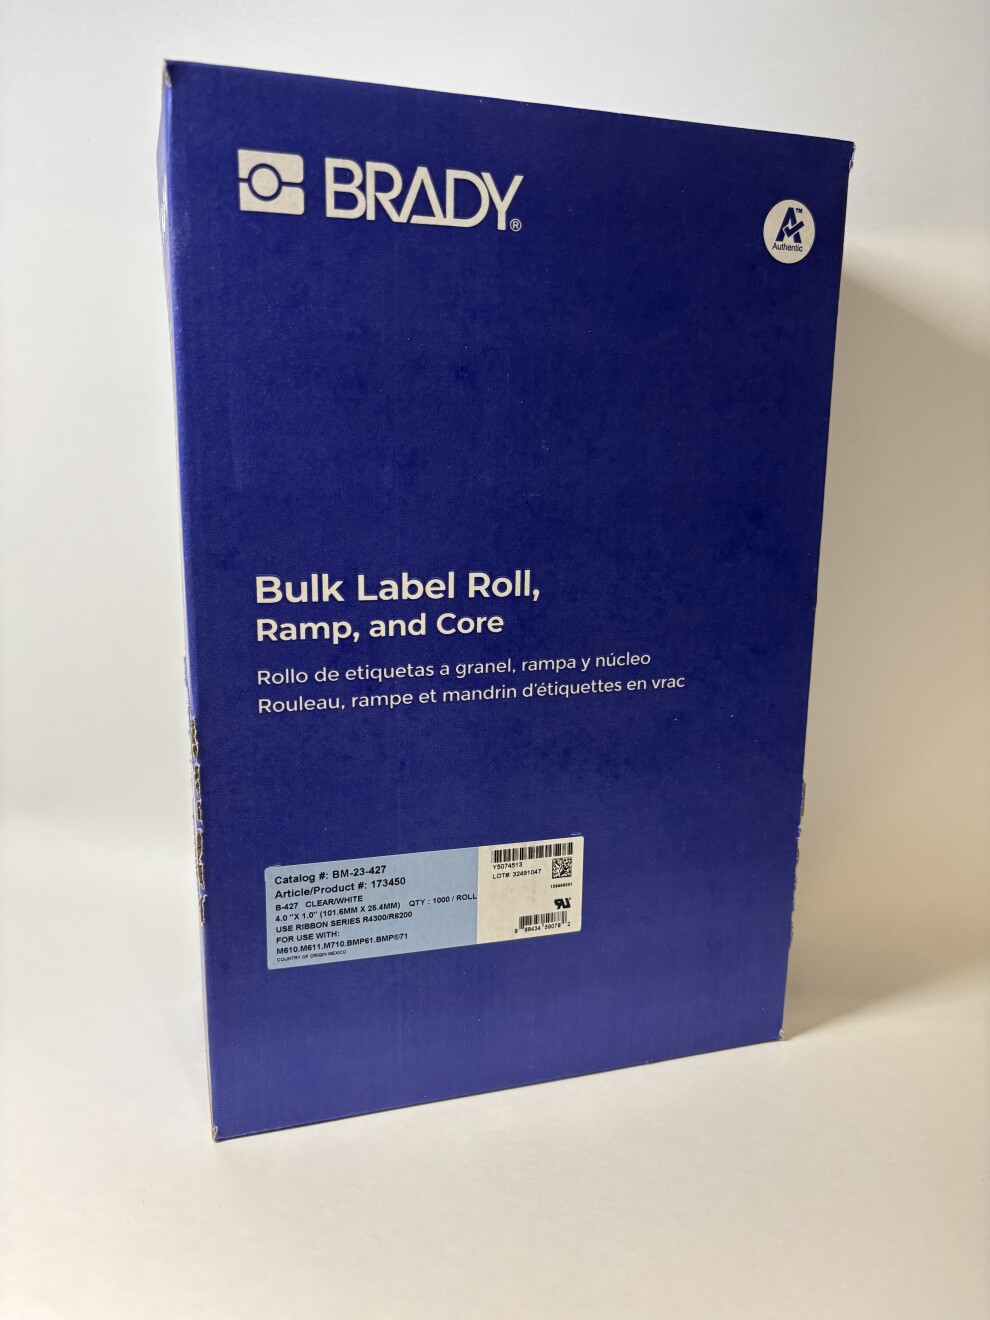 BRADY®
A™
Authentic
Bulk Label Roll,
Ramp, and Core
Rollo de etiquetas a granel, rampa y núcleo
Rouleau, rampe et mandrin d'étiquettes en vrac
Catalog #: BM-23-427
Article/Product #: 173450
B-427 CLEAR/WHITE
4.0 "X 1.0" (101.6MM X 25.4MM) QTY : 1000 / ROLL
USE RIBBON SERIES R4300/R6200
FOR USE WITH:
M610.M611.M710.BMP61.BMP®71
COUNTRY OF ORIGIN MEXICO
Y5074513
LOT#: 32491047